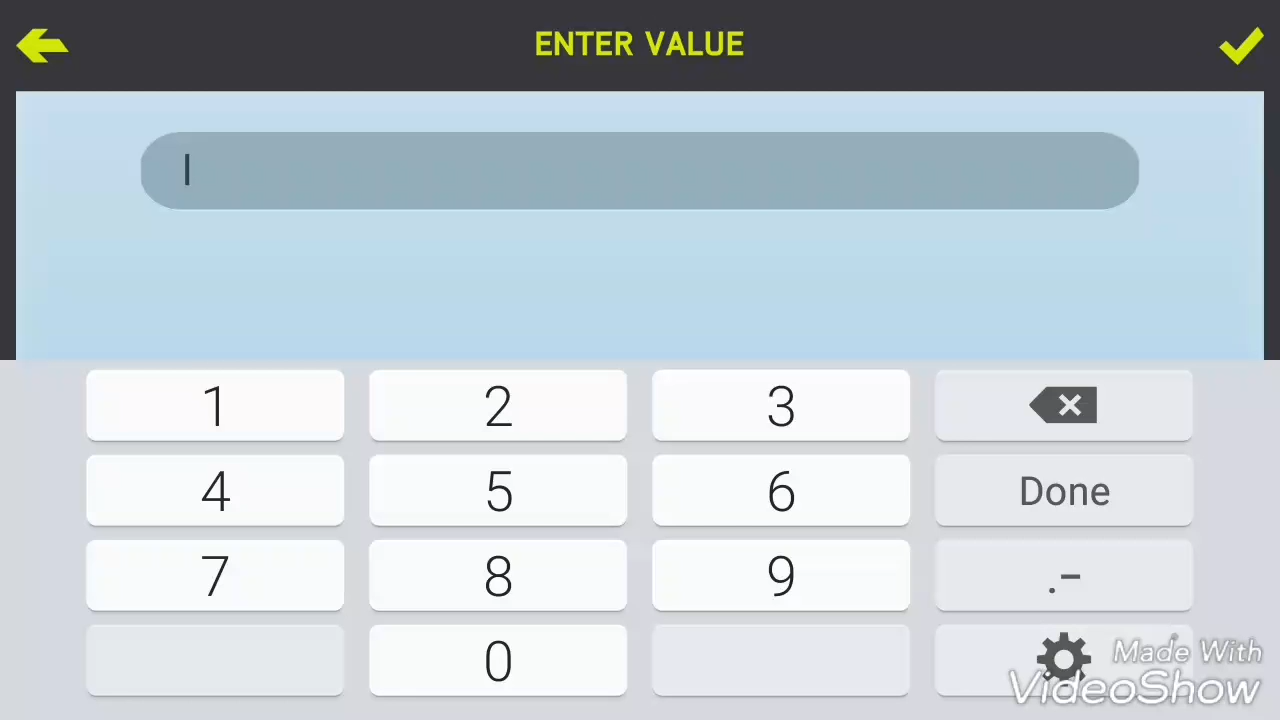 ENTER VALUE
1 2 3
4 5 6 Done
7 8 9 .-
0
Made With
VideoShow